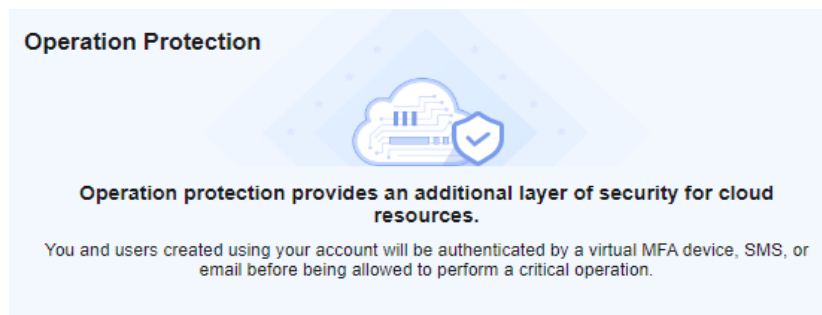 Operation Protection
Operation protection provides an additional layer of security for cloud
resources.
You and users created using your account will be authenticated by a virtual MFA device, SMS, or
email before being allowed to perform a critical operation.